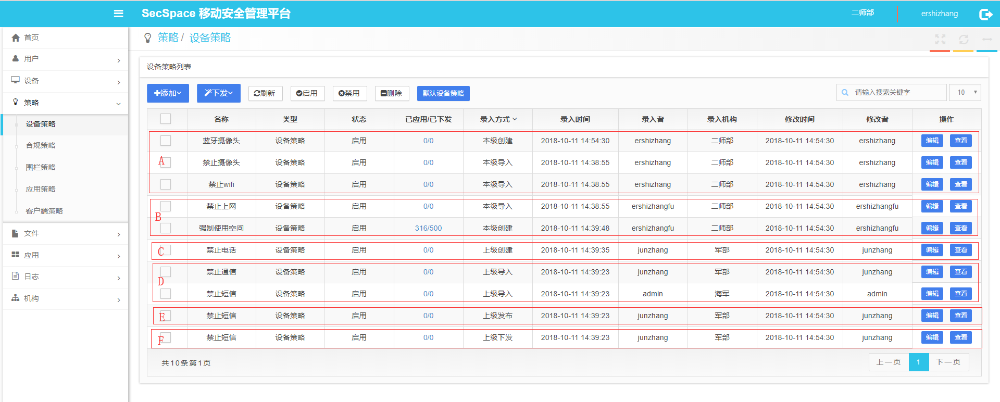 SecSpace 移动安全管理平台
二师部
ershizhang
首页
用户
设备
策略
设备策略
合规策略
围栏策略
应用策略
客户端策略
文件
应用
日志
机构
策略 / 设备策略
设备策略列表
添加 下发 刷新 启用 禁用 删除 默认设备策略 请输入搜索关键字 10
名称 类型 状态 已应用/已下发 录入方式 录入时间 录入者 录入机构 修改时间 修改者 操作
蓝牙摄像头 设备策略 启用 0/0 本级创建 2018-10-11 14:54:30 ershizhang 二师部 2018-10-11 14:54:30 ershizhang 编辑 查看
A 禁止摄像头 设备策略 启用 0/0 本级导入 2018-10-11 14:38:55 ershizhang 二师部 2018-10-11 14:54:30 ershizhang 编辑 查看
禁止wifi 设备策略 启用 0/0 本级导入 2018-10-11 14:38:55 ershizhang 二师部 2018-10-11 14:54:30 ershizhang 编辑 查看
禁止上网 设备策略 启用 0/0 本级导入 2018-10-11 14:38:55 ershizhangfu 二师部 2018-10-11 14:54:30 ershizhangfu 编辑 查看
B
强制使用空间 设备策略 启用 316/500 本级创建 2018-10-11 14:39:48 ershizhangfu 二师部 2018-10-11 14:54:30 ershizhangfu 编辑 查看
C 禁止电话 设备策略 启用 0/0 上级创建 2018-10-11 14:39:35 junzhang 军部 2018-10-11 14:54:30 junzhang 编辑 查看
禁止通信 设备策略 启用 0/0 上级导入 2018-10-11 14:39:23 junzhang 军部 2018-10-11 14:54:30 junzhang 编辑 查看
D
禁止短信 设备策略 启用 0/0 上级导入 2018-10-11 14:39:23 admin 海军 2018-10-11 14:54:30 admin 编辑 查看
E 禁止短信 设备策略 启用 0/0 上级发布 2018-10-11 14:39:23 junzhang 军部 2018-10-11 14:54:30 junzhang 编辑 查看
F 禁止短信 设备策略 启用 0/0 上级下发 2018-10-11 14:39:23 junzhang 军部 2018-10-11 14:54:30 junzhang 编辑 查看
共10条第1页
上一页 1 下一页